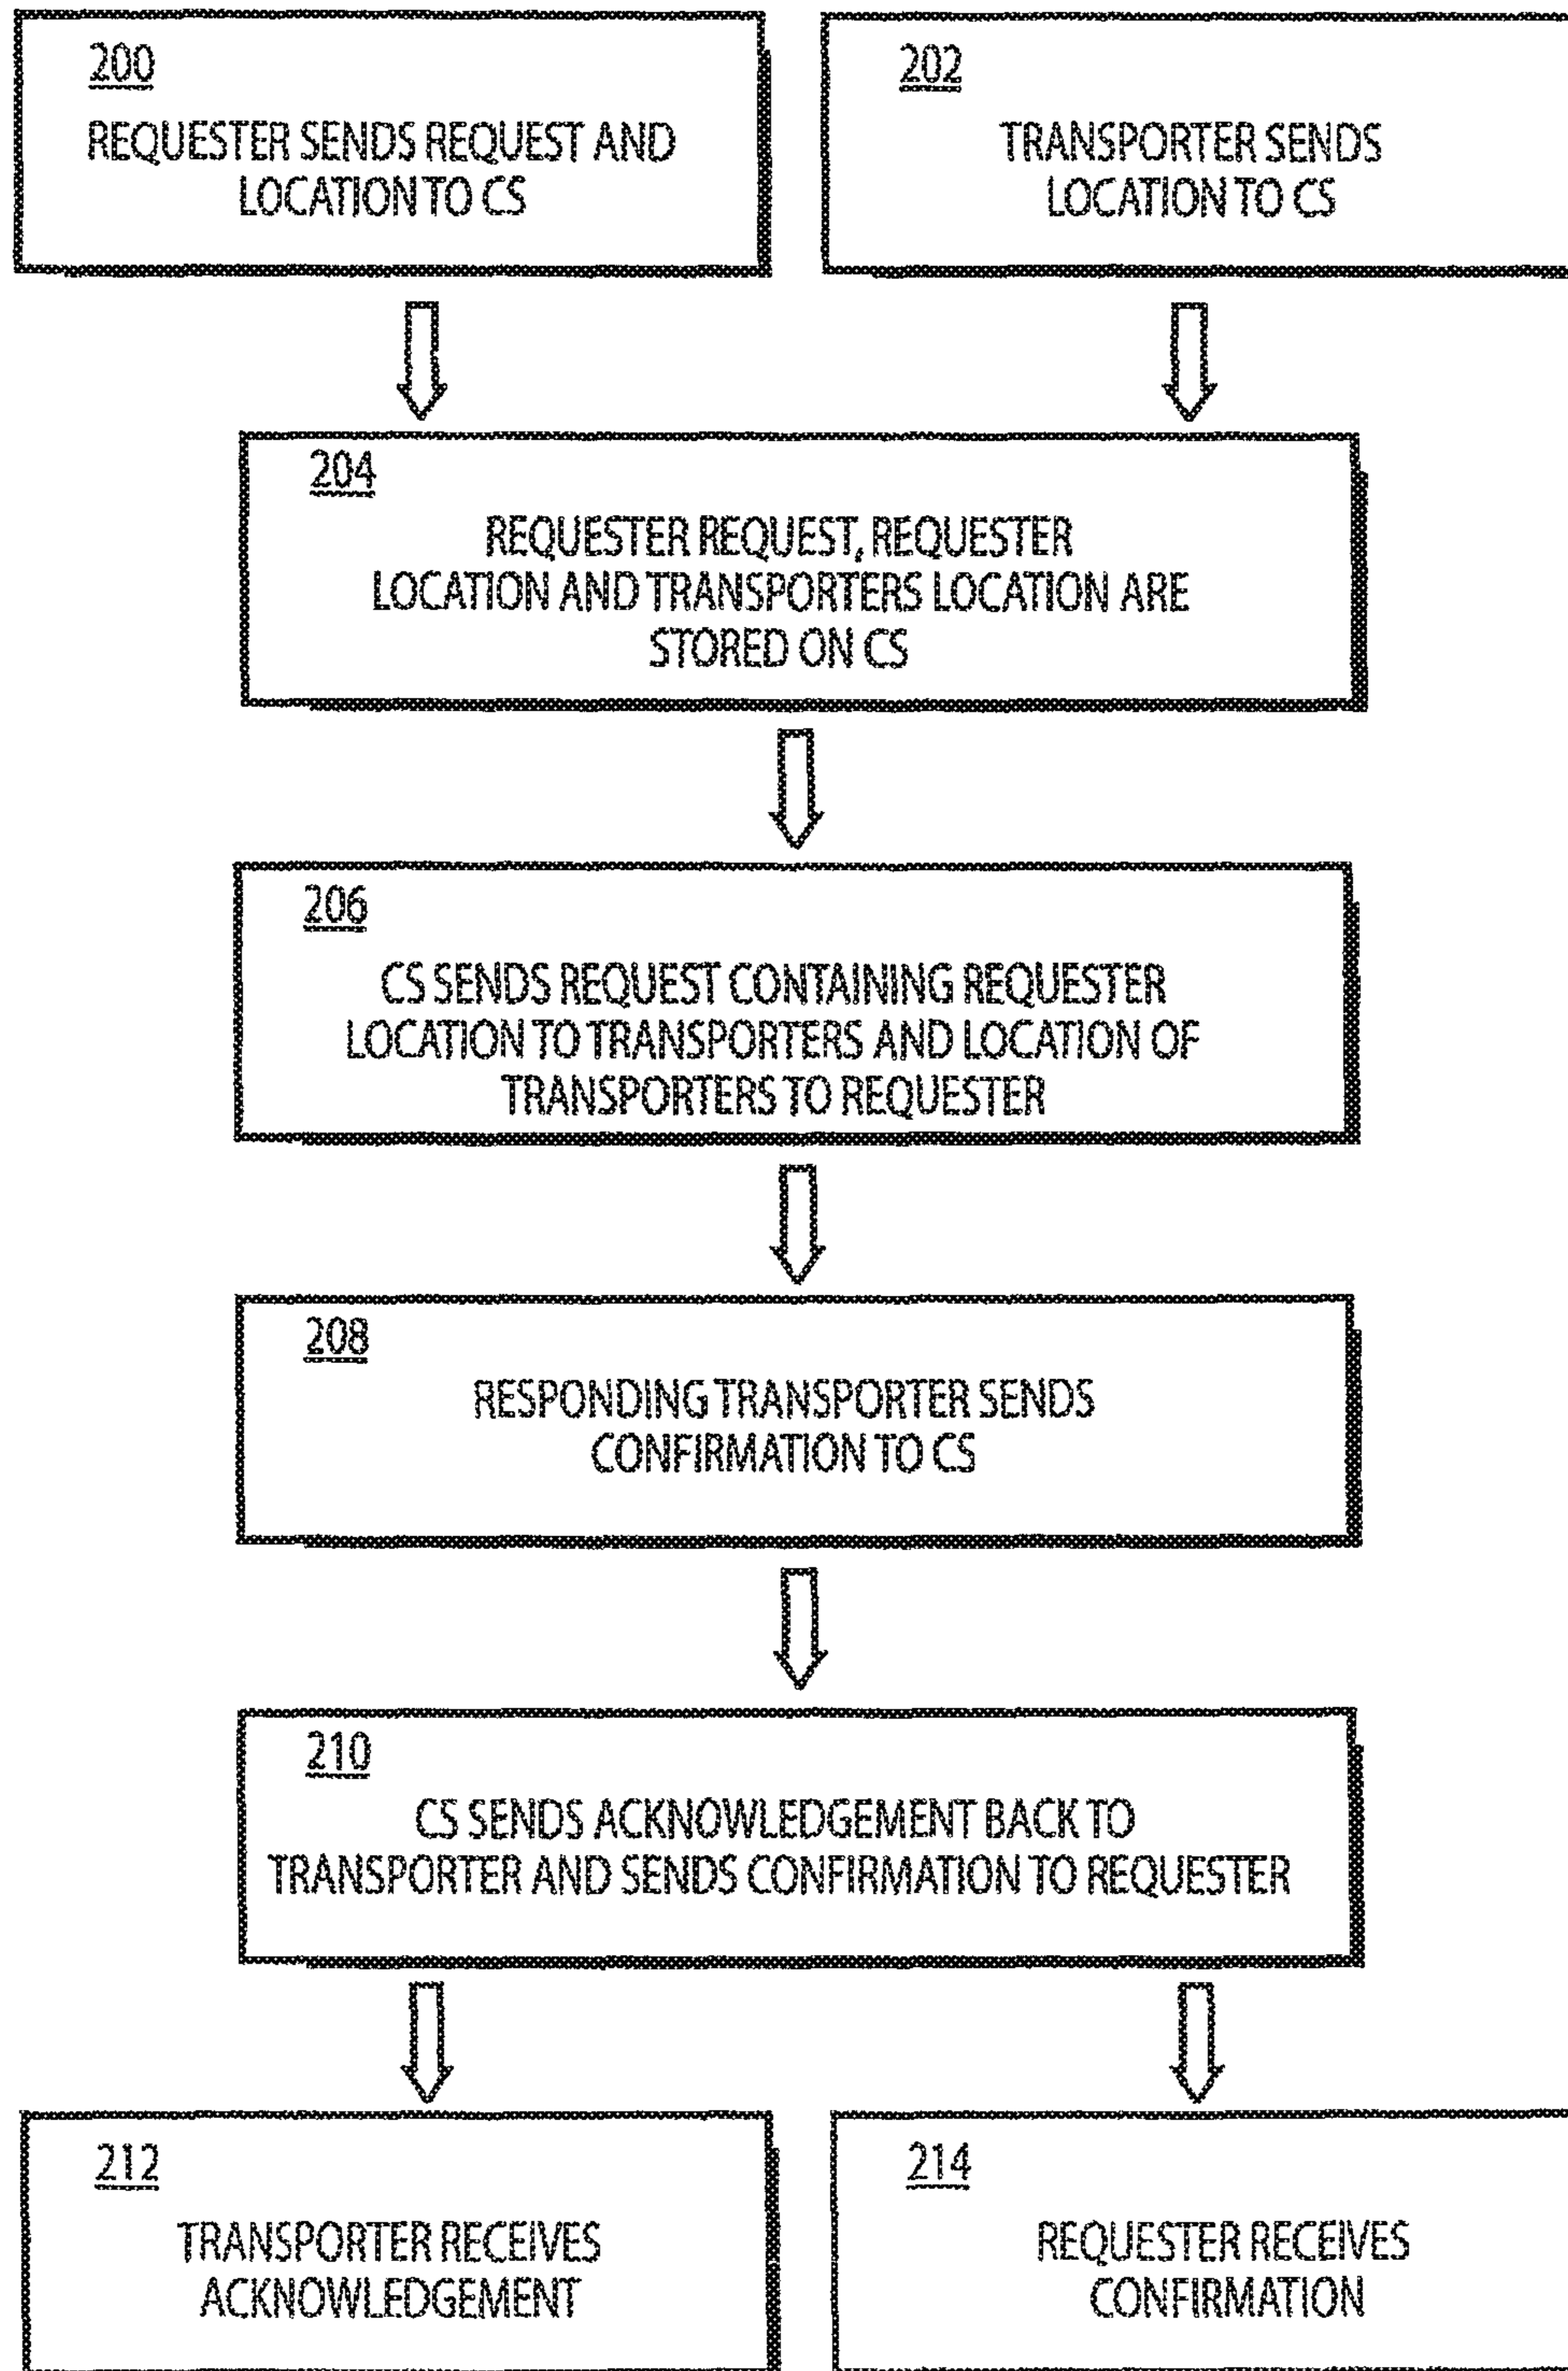 200
REQUESTER SENDS REQUEST AND
LOCATION TO CS
202
TRANSPORTER SENDS
LOCATION TO CS
204
REQUESTER REQUEST, REQUESTER
LOCATION AND TRANSPORTERS LOCATION ARE
STORED ON CS
206
CS SENDS REQUEST CONTAINING REQUESTER
LOCATION TO TRANSPORTERS AND LOCATION OF
TRANSPORTERS TO REQUESTER
208
RESPONDING TRANSPORTER SENDS
CONFIRMATION TO CS
210
CS SENDS ACKNOWLEDGEMENT BACK TO
TRANSPORTER AND SENDS CONFIRMATION TO REQUESTER
212
TRANSPORTER RECEIVES
ACKNOWLEDGEMENT
214
REQUESTER RECEIVES
CONFIRMATION